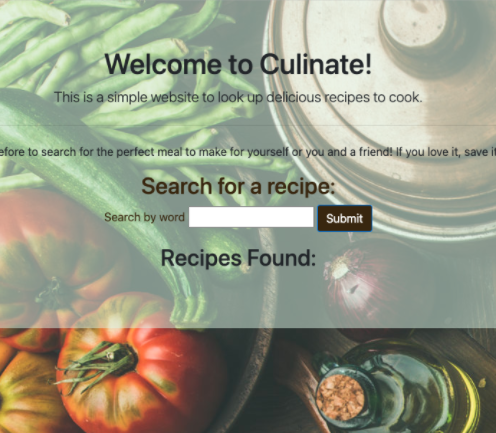 Welcome to Culinate!
This is a simple website to look up delicious recipes to cook.
efore to search for the perfect meal to make for yourself or you and a friend! If you love it, save it
Search for a recipe:
Search by word Submit
Recipes Found: